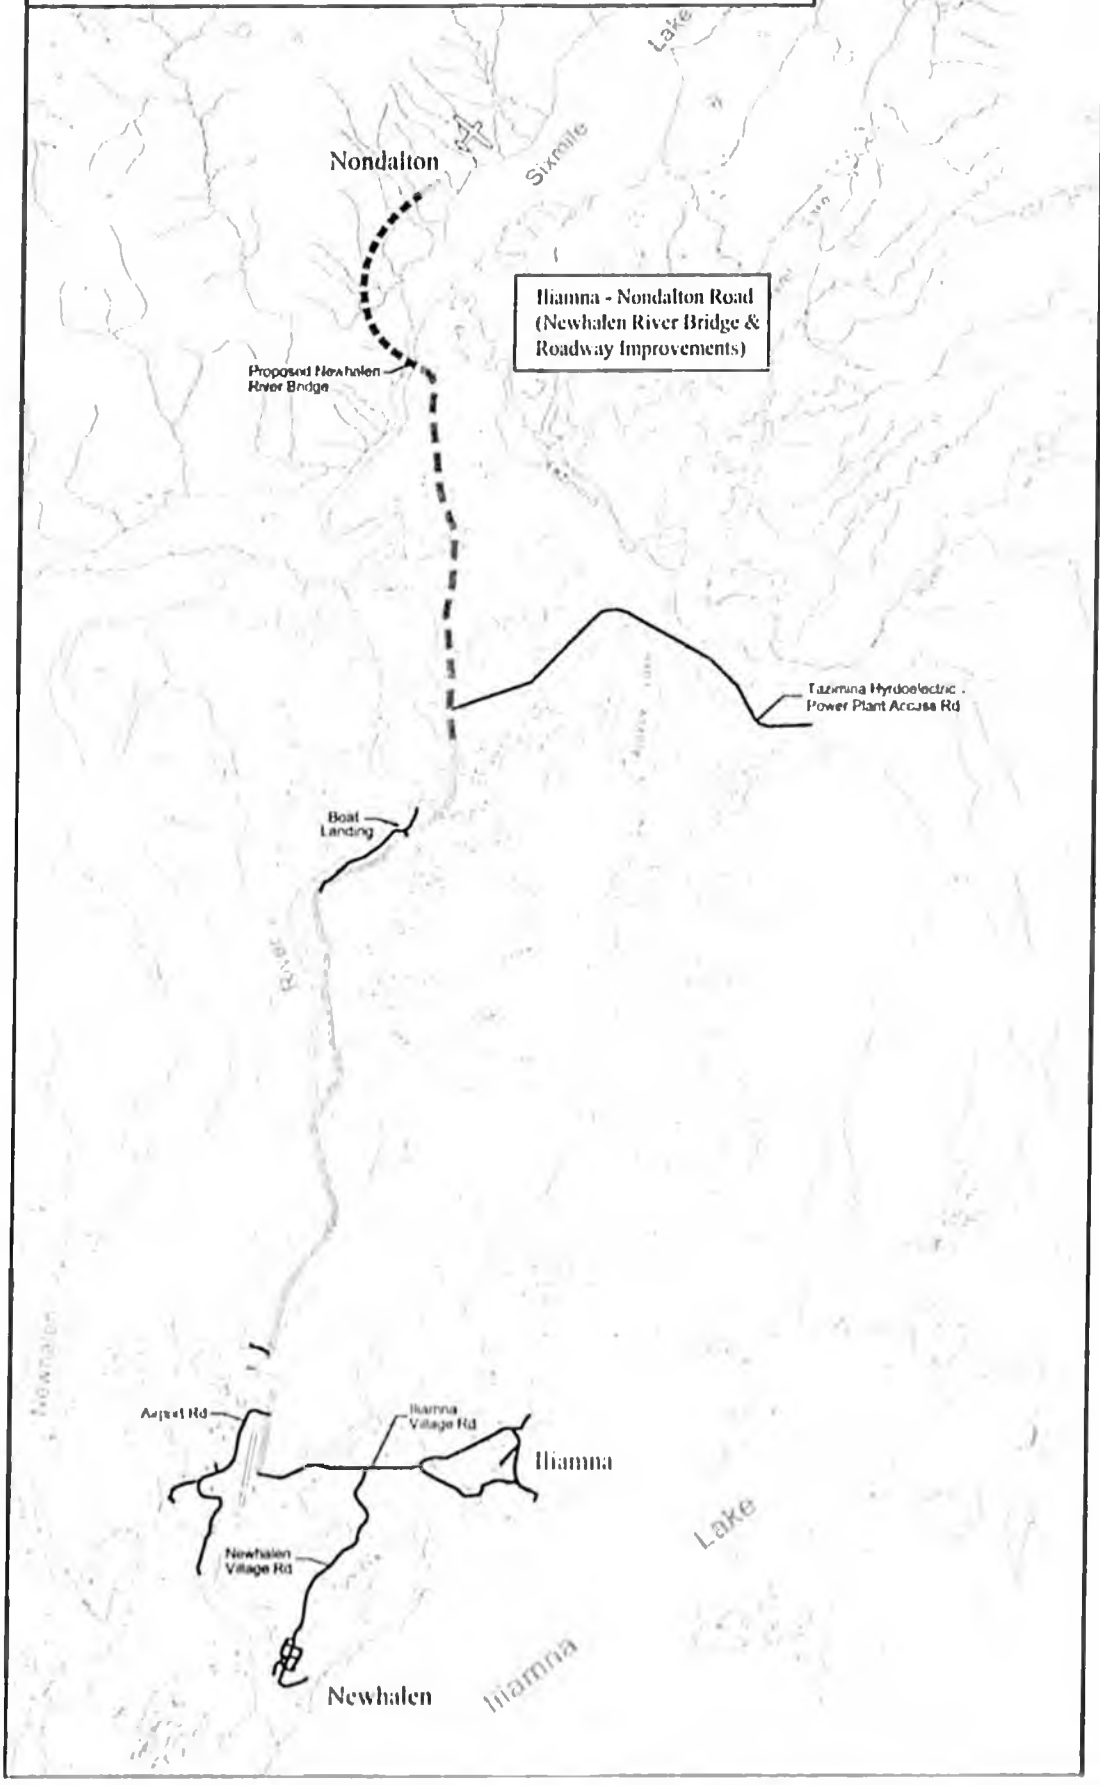 Lake
Sixmile
Nondalton
Iliamna - Nondalton Road
(Newhalen River Bridge &
Roadway Improvements)
Proposed Newhalen
River Bridge
Tazimina Hyrdoelectric
Power Plant Access Rd
Boat
Landing
River
Newhalen
Airport Rd
Iliamna
Village Rd
Iliamna
Lake
Newhalen
Village Rd
Iliamna
Newhalen